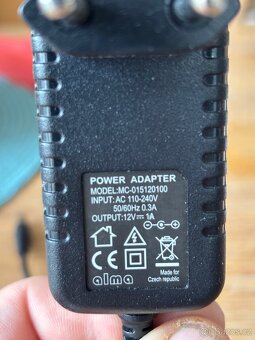 POWER ADAPTER
MODEL:MC-015120100
INPUT: AC 110-240V
50/60Hz 0.3A
OUTPUT:12V⎓1A
CE
Made for
Czech republic
alma